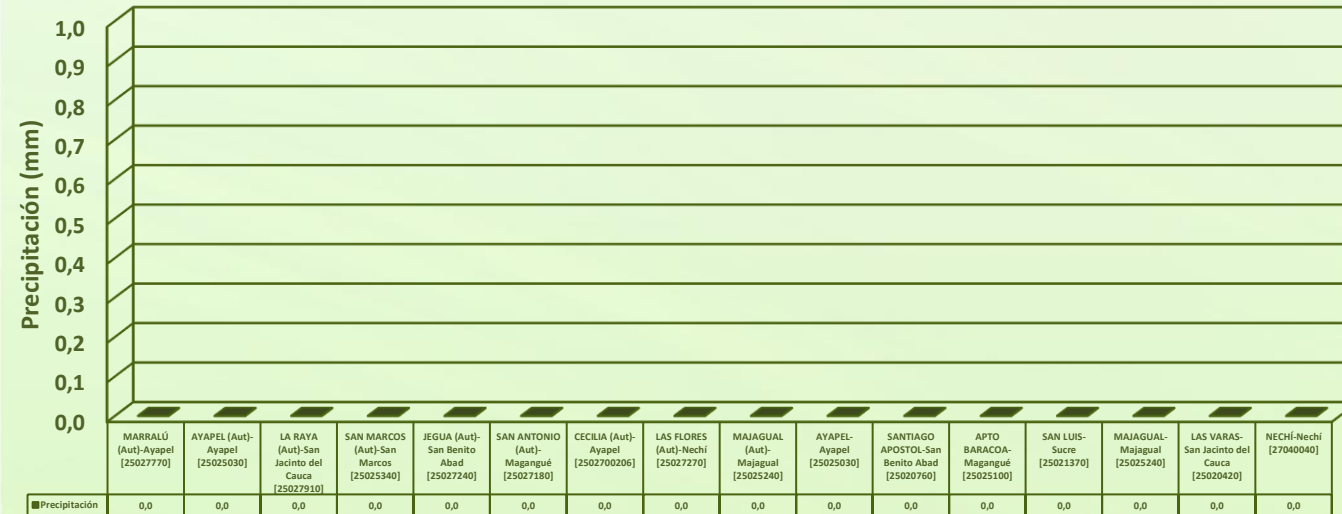 Precipitación (mm)
1,0
0,9
0,8
0,7
0,6
0,5
0,4
0,3
0,2
0,1
0,0
MARRALÚ
(Aut)-Ayapel
[25027770]
AYAPEL (Aut)-
Ayapel
[25025030]
LA RAYA
(Aut)-San
Jacinto del
Cauca
[25027910]
SAN MARCOS
(Aut)-San
Marcos
[25025340]
JEGUA (Aut)-
San Benito
Abad
[25027240]
SAN ANTONIO
(Aut)-
Magangué
[25027180]
CECILIA (Aut)-
Ayapel
[2502700206]
LAS FLORES
(Aut)-Nechí
[25027270]
MAJAGUAL
(Aut)-
Majagual
[25025240]
AYAPEL-
Ayapel
[25025030]
SANTIAGO
APOSTOL-San
Benito Abad
[25020760]
APTO
BARACOA-
Magangué
[25025100]
SAN LUIS-
Sucre
[25021370]
MAJAGUAL-
Majagual
[25025240]
LAS VARAS-
San Jacinto del
Cauca
[25020420]
NECHÍ-Nechí
[27040040]
Precipitación 0,0 0,0 0,0 0,0 0,0 0,0 0,0 0,0 0,0 0,0 0,0 0,0 0,0 0,0 0,0 0,0